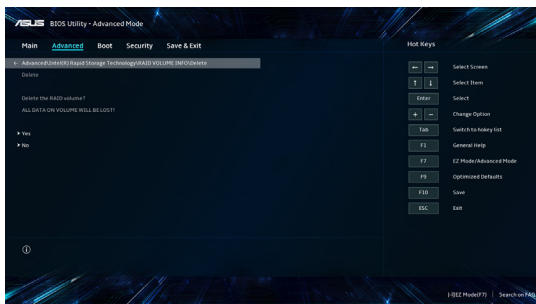 ASUS BIOS Utility - Advanced Mode
Main Advanced Boot Security Save & Exit
Hot Keys
← Advanced\Intel(R) Rapid Storage Technology\RAID VOLUME INFO\Delete
Delete
Delete the RAID volume?
ALL DATA ON VOLUME WILL BE LOST!
▸ Yes
▸ No
← → Select Screen
↑ ↓ Select Item
Enter Select
+ − Change Option
Tab Switch to hokey list
F1 General Help
F7 EZ Mode/Advanced Mode
F9 Optimized Defaults
F10 Save
ESC Exit
EZ Mode(F7) | Search on FAQ